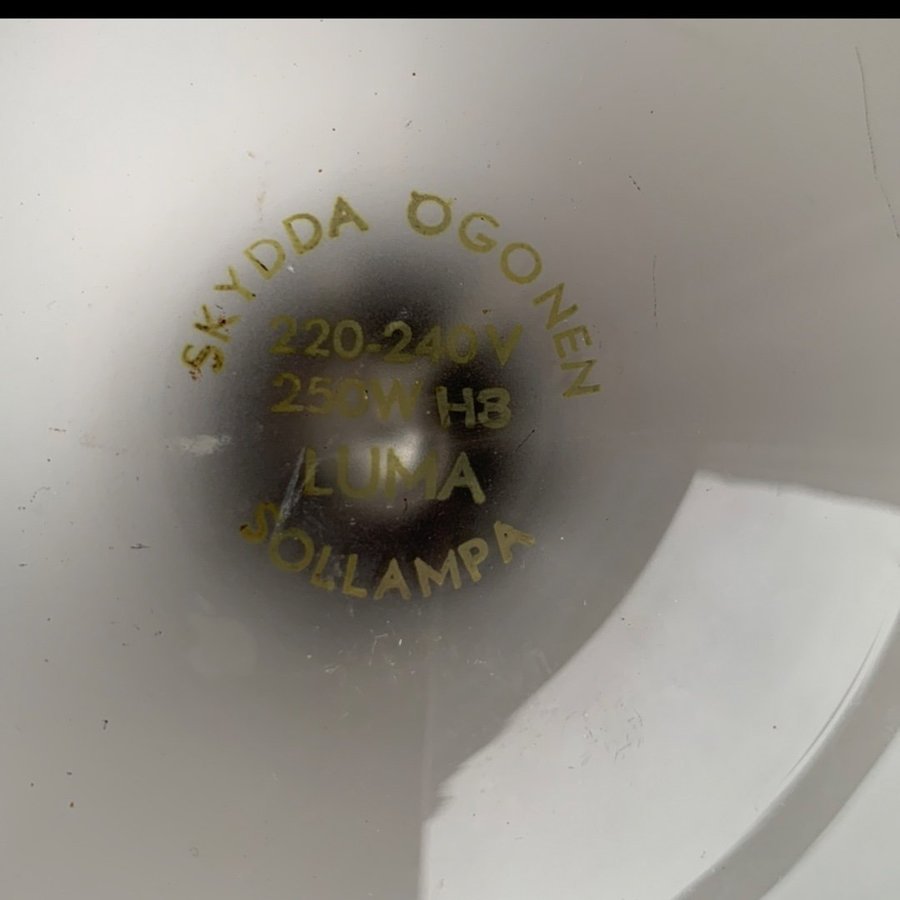 SKYDDA ÖGONEN
220-240V
250W H3
LUMA
SOLLAMPA